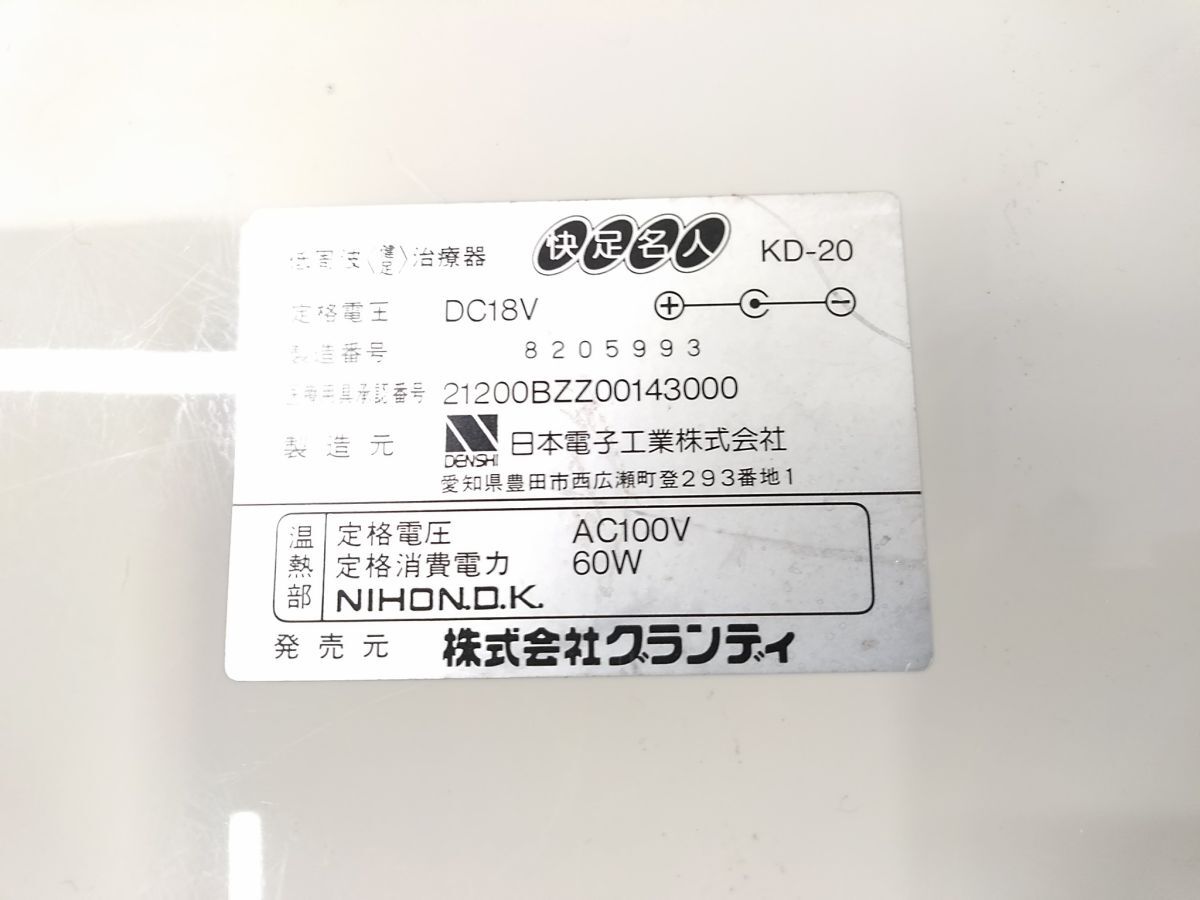 低周波〈健足〉治療器 快足名人 KD-20
定格電圧 DC18V + −
製造番号 8205993
医療用具承認番号 21200BZZ00143000
製造元 DENSHI 日本電子工業株式会社
愛知県豊田市西広瀬町登293番地1
温熱部 定格電圧 AC100V
定格消費電力 60W
NIHON.D.K.
発売元 株式会社グランディ